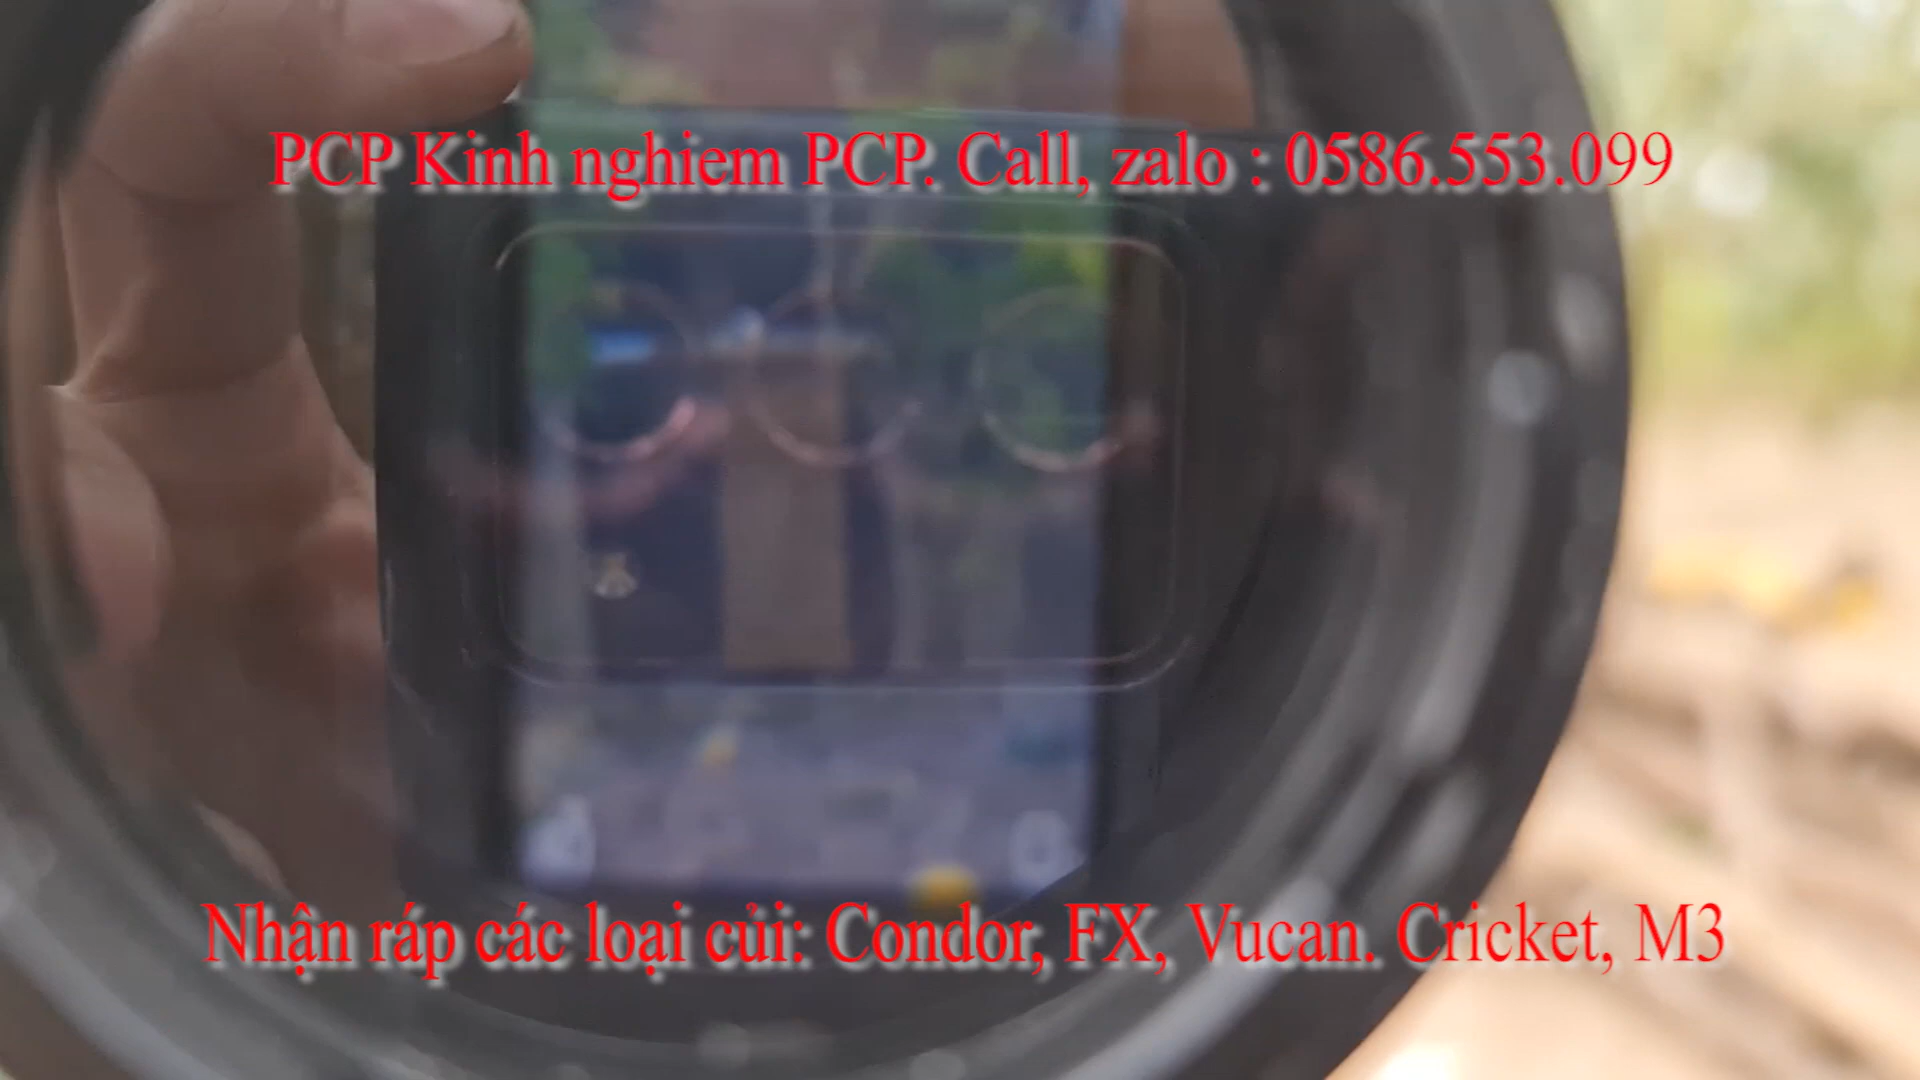 PCP Kinh nghiem PCP. Call, zalo : 0586.553.099
Nhận ráp các loại củi: Condor, FX, Vucan. Cricket, M3